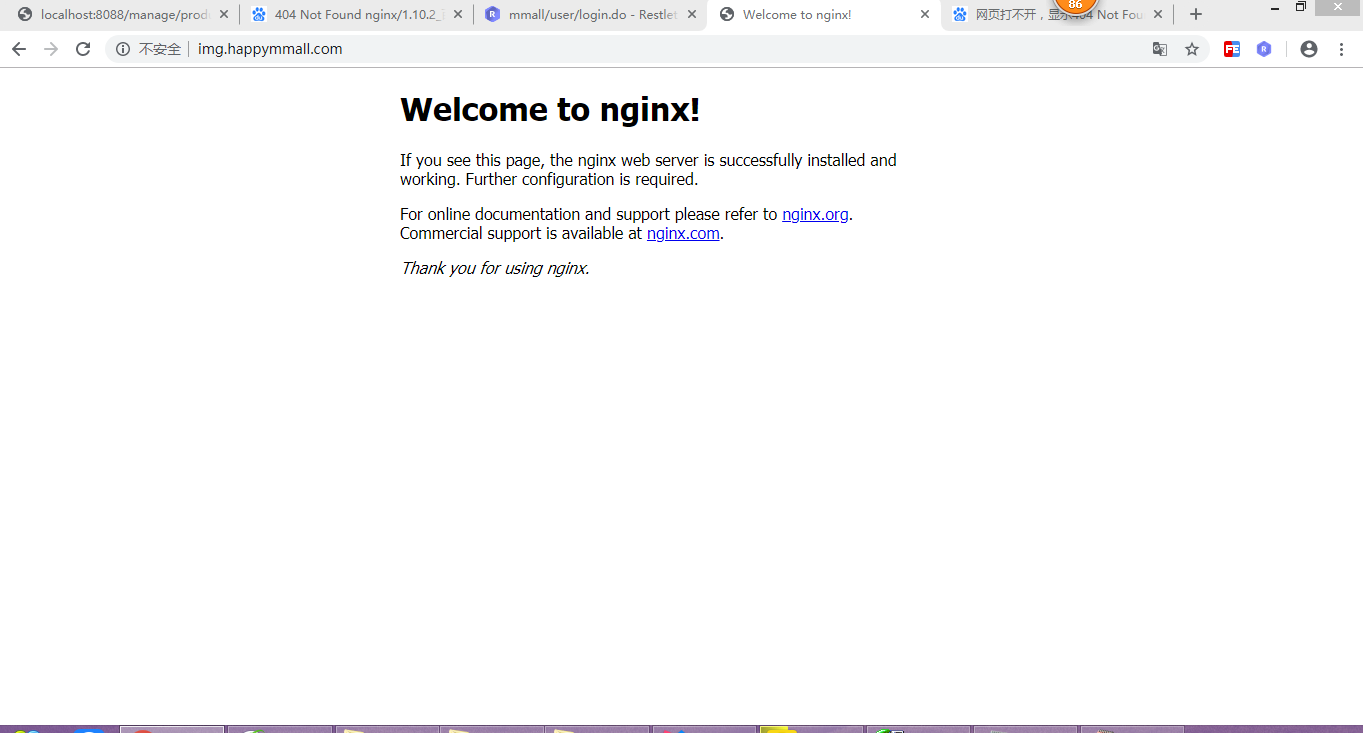 localhost:8088/manage/prod
404 Not Found nginx/1.10.2_
mmall/user/login.do - Restlet
Welcome to nginx!
网页打不开，显示404 Not Fou
86
不安全
img.happymmall.com
Welcome to nginx!
If you see this page, the nginx web server is successfully installed and
working. Further configuration is required.
For online documentation and support please refer to nginx.org.
Commercial support is available at nginx.com.
Thank you for using nginx.